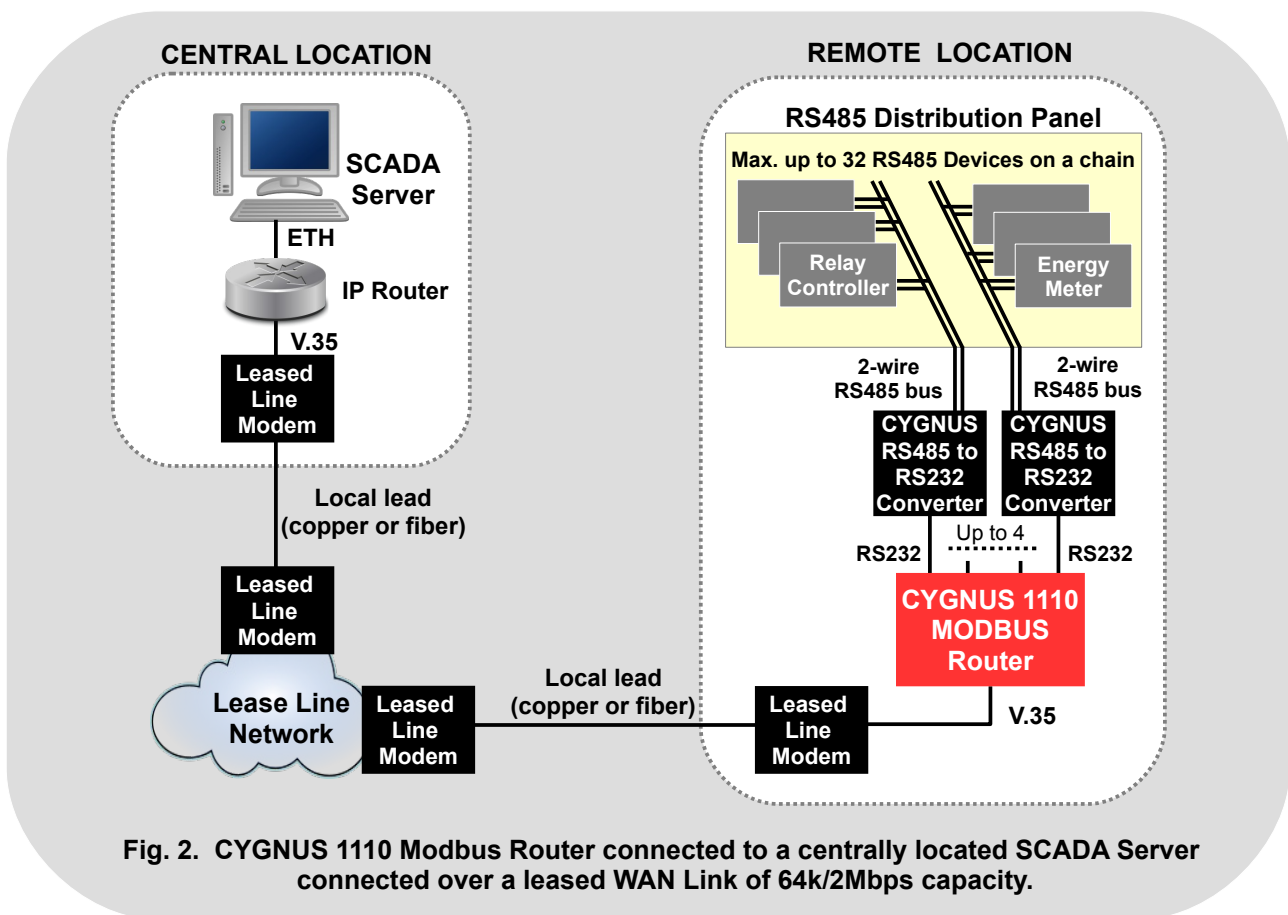 CENTRAL LOCATION
SCADA
Server
ETH
IP Router
V.35
Leased
Line
Modem
Local lead
(copper or fiber)
Leased
Line
Modem
Lease Line
Network
Leased
Line
Modem
Local lead
(copper or fiber)
REMOTE LOCATION
RS485 Distribution Panel
Max. up to 32 RS485 Devices on a chain
Relay
Controller
Energy
Meter
2-wire
RS485 bus
2-wire
RS485 bus
CYGNUS
RS485 to
RS232
Converter
CYGNUS
RS485 to
RS232
Converter
Up to 4
RS232
RS232
CYGNUS 1110
MODBUS
Router
V.35
Leased
Line
Modem
Fig. 2. CYGNUS 1110 Modbus Router connected to a centrally located SCADA Server
connected over a leased WAN Link of 64k/2Mbps capacity.